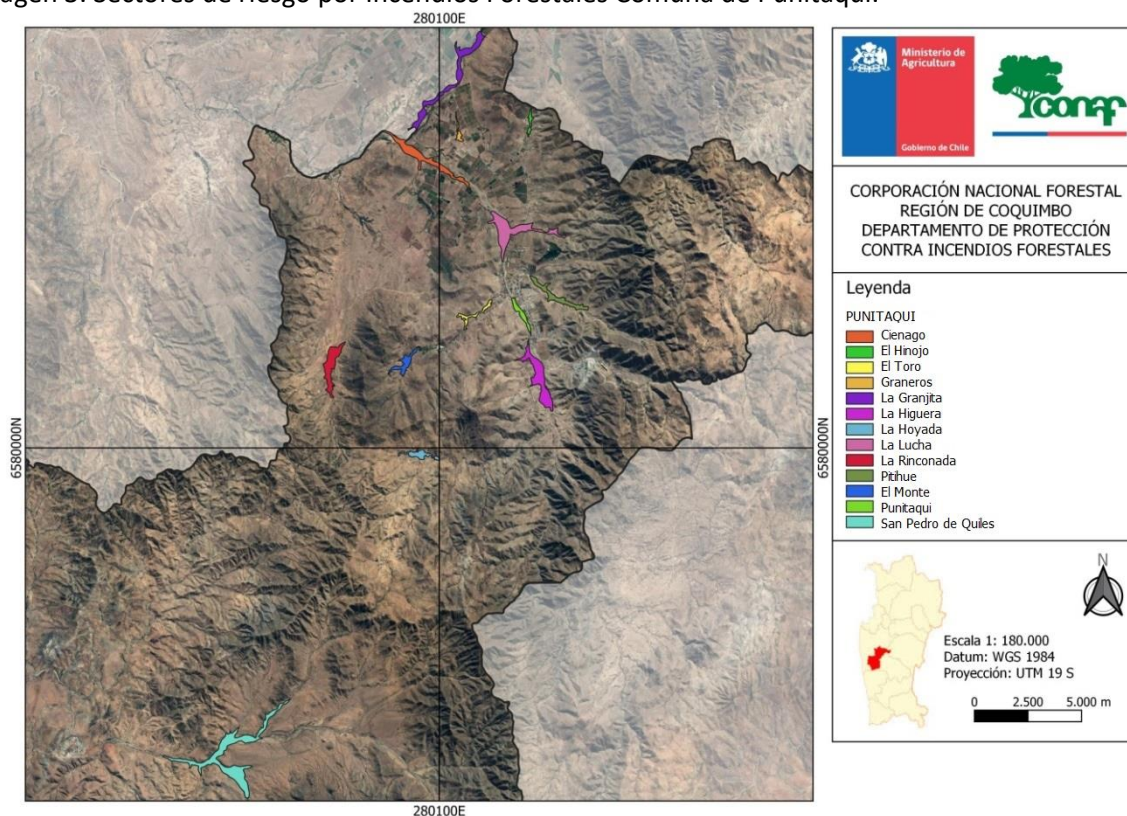 agen 3: Sectores de riesgo por Incendios Forestales Comuna de Punitaqui.
280100E
6580000N
6580000N
280100E
Ministerio de
Agricultura
Gobierno de Chile
conaf
CORPORACIÓN NACIONAL FORESTAL
REGIÓN DE COQUIMBO
DEPARTAMENTO DE PROTECCIÓN
CONTRA INCENDIOS FORESTALES
Leyenda
PUNITAQUI
Cienago
El Hinojo
El Toro
Graneros
La Granjita
La Higuera
La Hoyada
La Lucha
La Rinconada
Pitihue
El Monte
Punitaqui
San Pedro de Quiles
N
Escala 1: 180.000
Datum: WGS 1984
Proyección: UTM 19 S
0 2.500 5.000 m